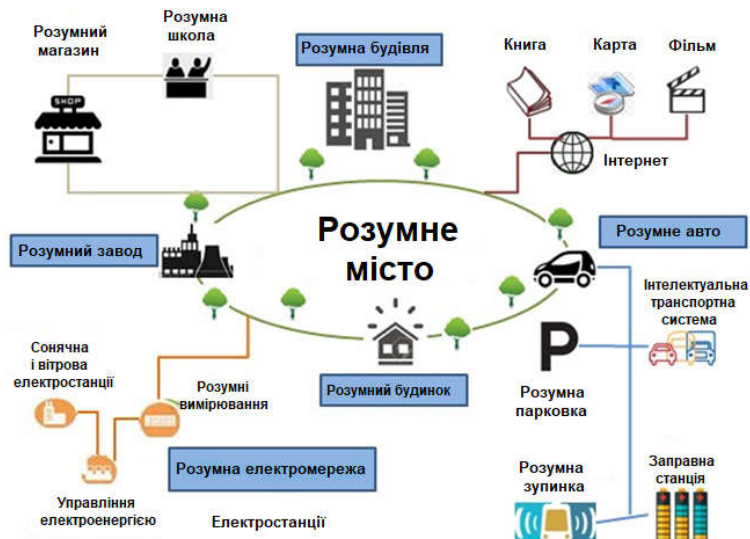 Розумний
магазин
Розумна
школа
SHOP
Розумна будівля
Книга
Карта
Фільм
Інтернет
Розумне
місто
Розумний завод
Розумне авто
Інтелектуальна
транспортна
система
P
Розумна
парковка
Сонячна
і вітрова
електростанції
Розумні
вимірювання
Розумний будинок
Розумна електромережа
Управління
електроенергією
Електростанції
Розумна
зупинка
Заправна
станція